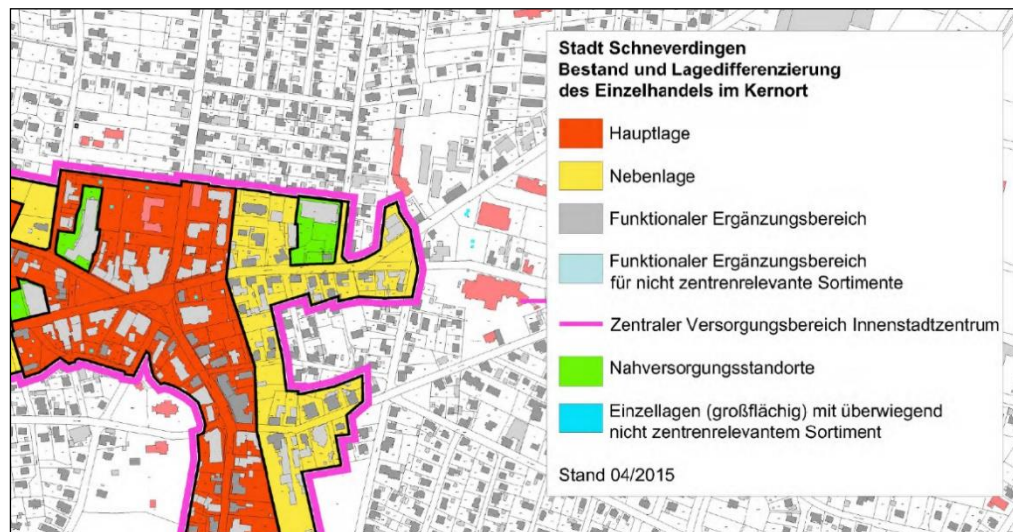 Stadt Schneverdingen
Bestand und Lagedifferenzierung
des Einzelhandels im Kernort
Hauptlage
Nebenlage
Funktionaler Ergänzungsbereich
Funktionaler Ergänzungsbereich
für nicht zentrenrelevante Sortimente
Zentraler Versorgungsbereich Innenstadtzentrum
Nahversorgungsstandorte
Einzellagen (großflächig) mit überwiegend
nicht zentrenrelevantem Sortiment
Stand 04/2015